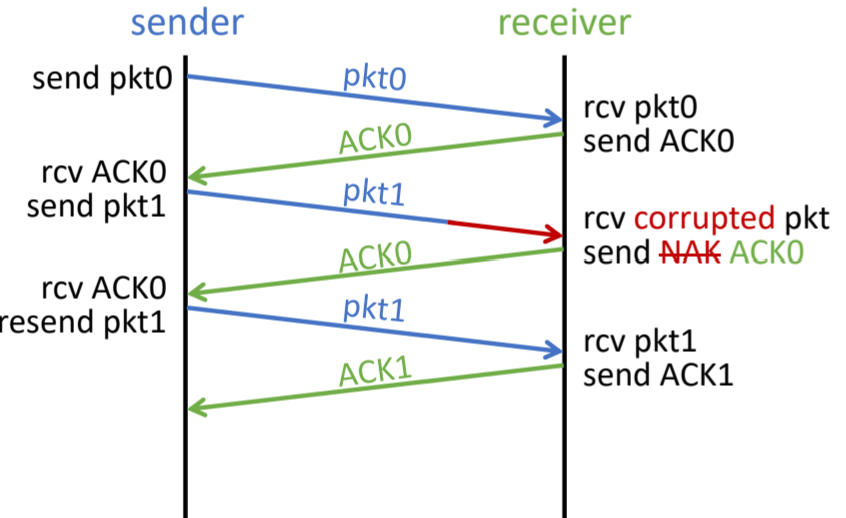 sender
receiver
send pkt0
pkt0
rcv pkt0
send ACK0
ACK0
rcv ACK0
send pkt1
pkt1
rcv corrupted pkt
send NAK ACK0
ACK0
rcv ACK0
resend pkt1
pkt1
rcv pkt1
send ACK1
ACK1